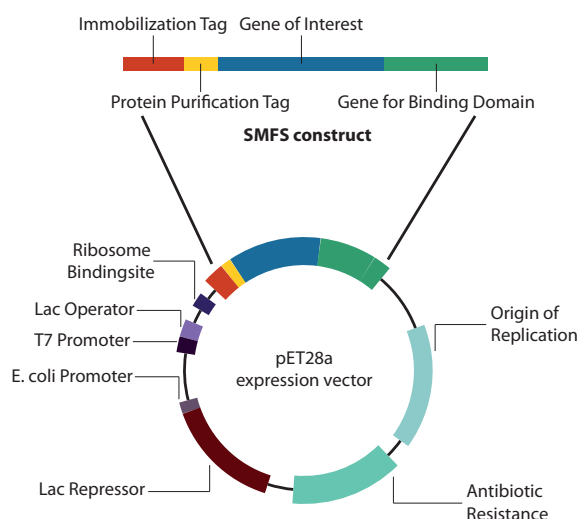 Immobilization Tag
Gene of Interest
Protein Purification Tag
Gene for Binding Domain
SMFS construct
Ribosome
Bindingsite
Lac Operator
T7 Promoter
E. coli Promoter
Lac Repressor
pET28a
expression vector
Origin of
Replication
Antibiotic
Resistance